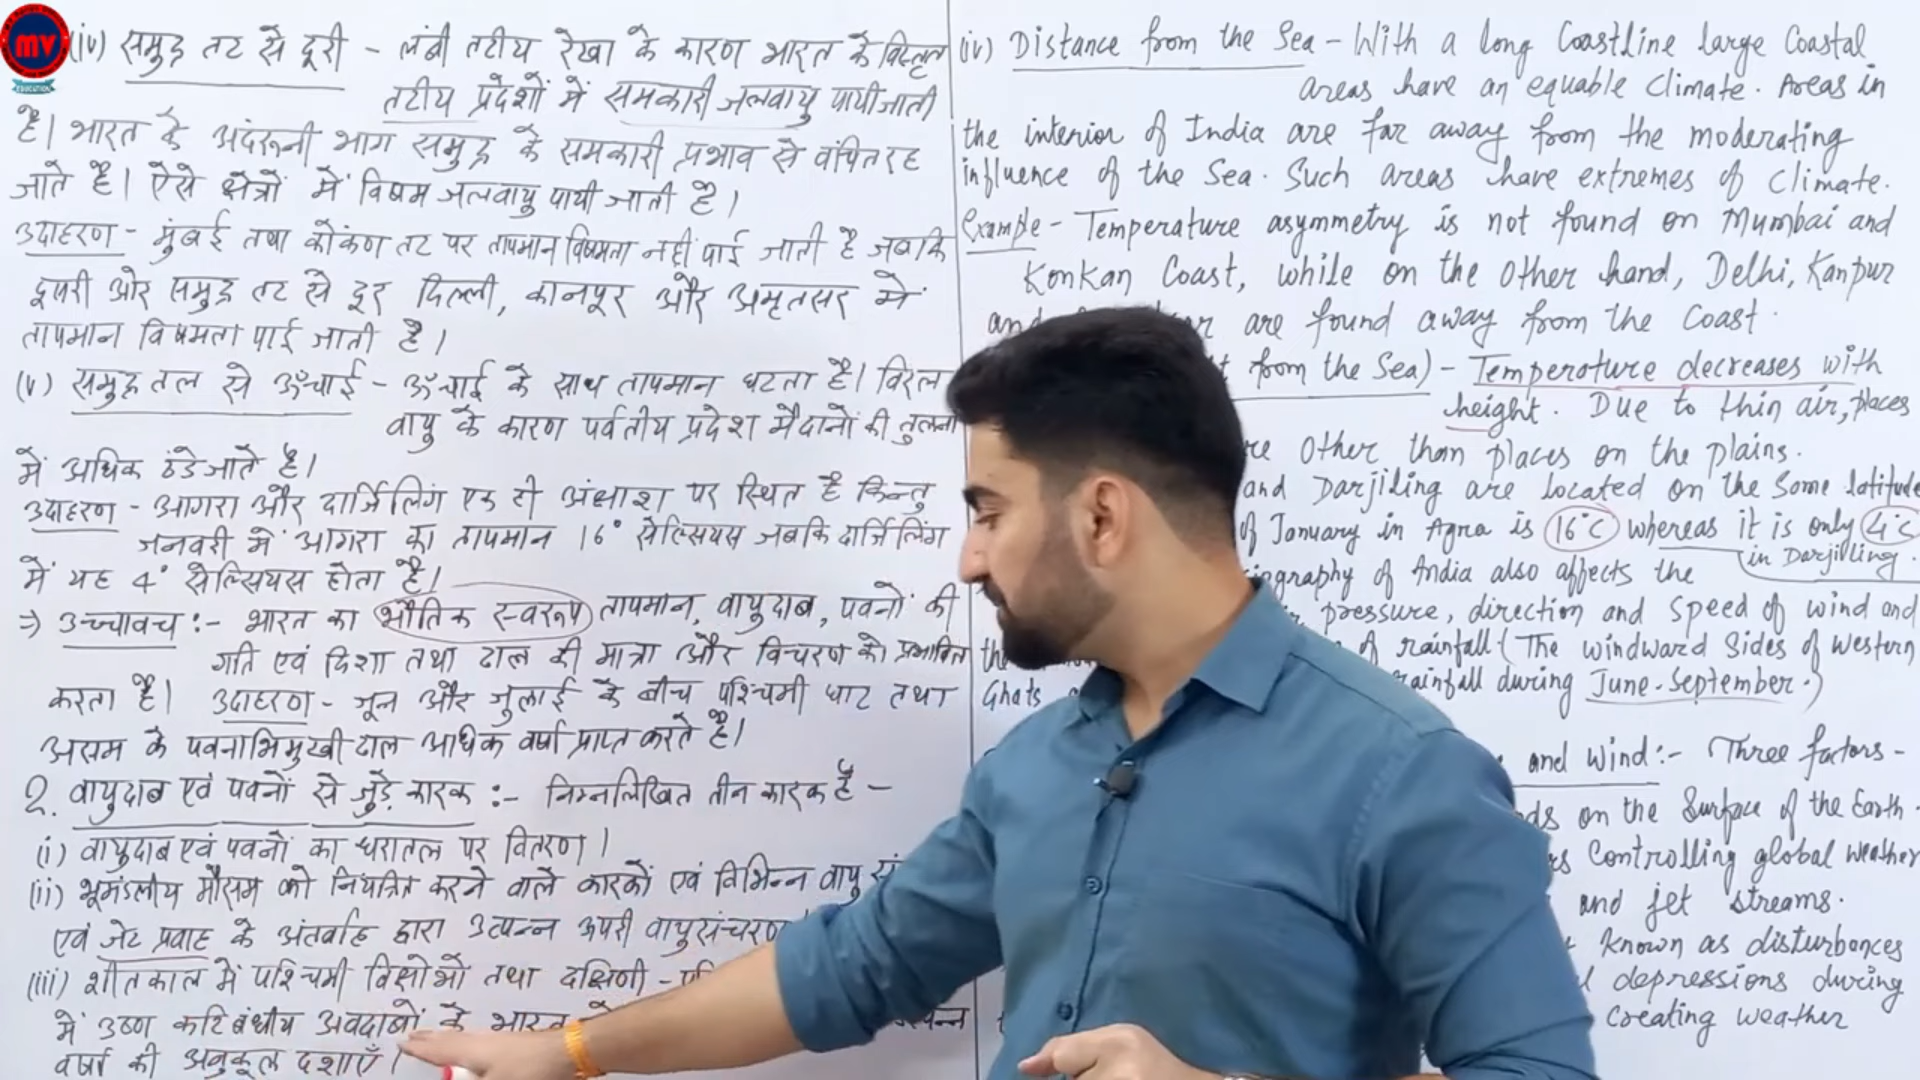 mv
EDUCATION
(iv) समुद्र तट से दूरी - लंबी तटीय रेखा के कारण भारत के विस्तृत
तटीय प्रदेशों में समकारी जलवायु पायी जाती
है। भारत के अंदरूनी भाग समुद्र के समकारी प्रभाव से वंचित रह
जाते है। ऐसे क्षेत्रों में विषम जलवायु पायी जाती है।
उदाहरण - मुंबई तथा कोंकण तट पर तापमान विषमता नहीं पाई जाती है जबकि
दूसरी ओर समुद्र तट से दूर दिल्ली, कानपूर और अमृतसर में
तापमान विषमता पाई जाती है।
(v) समुद्र तल से ऊँचाई - ऊँचाई के साथ तापमान घटता है। विरल
वायु के कारण पर्वतीय प्रदेश मैदानों की तुलना
में अधिक ठंडे जाते है।
उदाहरण - आगरा और दार्जिलिंग एक ही अंक्षाश पर स्थित है किन्तु
जनवरी में आगरा का तापमान 16° सेल्सियस जबकि दार्जिलिंग
में यह 4° सेल्सियस होता है।
⇒ उच्चावच :- भारत का भौतिक स्वरूप तापमान, वायुदाब, पवनों की
गति एवं दिशा तथा ढाल की मात्रा और विचरण को प्रभावित
करता है। उदाहरण - जून और जुलाई के बीच पश्चिमी घाट तथा
असम के पवनाभिमुखी ढाल अधिक वर्षा प्राप्त करते है।
2. वायुदाब एवं पवनों से जुड़े कारक :- निम्नलिखित तीन कारक है -
(i) वायुदाब एवं पवनों का धरातल पर वितरण।
(ii) भूमंडलीय मौसम को नियंत्रित करने वाले कारकों एवं विभिन्न वायु
एवं जेट प्रवाह के अंतर्वाह द्वारा उत्पन्न ऊपरी वायुसंचरण
(iii) शीतकाल में पश्चिमी विक्षोभों तथा दक्षिणी -
में उष्ण कटिबंधीय अवदाबों के भारत
वर्षा की अनुकूल दशाएँ।
(iv) Distance from the Sea - With a long Coastline large Coastal
areas have an equable climate. Areas in
the interior of India are far away from the moderating
influence of the Sea. Such areas have extremes of climate.
Example - Temperature asymmetry is not found on Mumbai and
Konkan Coast, while on the other hand, Delhi, Kanpur
are found away from the Coast.
from the Sea) - Temperature decreases with
height. Due to thin air, places
other than places on the plains.
and Darjiling are located on the Some latitude
of January in Agra is 16°C whereas it is only 4°C
in Darjilling.
of India also affects the
pressure, direction and speed of wind and
of rainfall (The windward Sides of western
Ghats
rainfall during June-September.)
and Wind :- Three factors -
on the Surface of the Earth.
Controlling global weather
and jet streams.
known as disturbances
depressions during
creating weather